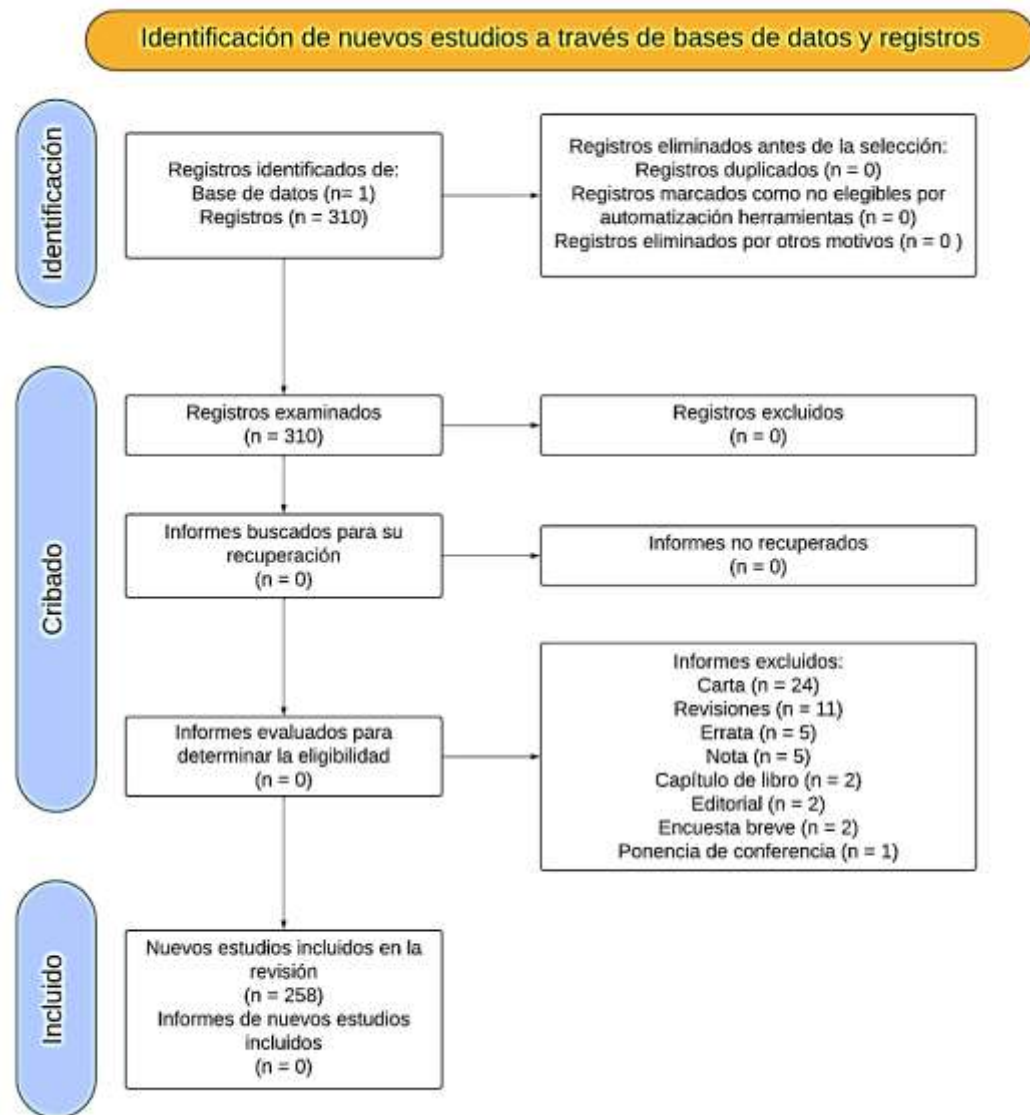 Identificación de nuevos estudios a través de bases de datos y registros
Identificación
Registros identificados de:
Base de datos (n= 1)
Registros (n = 310)
Registros eliminados antes de la selección:
Registros duplicados (n = 0)
Registros marcados como no elegibles por
automatización herramientas (n = 0)
Registros eliminados por otros motivos (n = 0 )
Cribado
Registros examinados
(n = 310)
Registros excluidos
(n = 0)
Informes buscados para su
recuperación
(n = 0)
Informes no recuperados
(n = 0)
Informes evaluados para
determinar la eligibilidad
(n = 0)
Informes excluidos:
Carta (n = 24)
Revisiones (n = 11)
Errata (n = 5)
Nota (n = 5)
Capítulo de libro (n = 2)
Editorial (n = 2)
Encuesta breve (n = 2)
Ponencia de conferencia (n = 1)
Incluido
Nuevos estudios incluidos en la
revisión
(n = 258)
Informes de nuevos estudios
incluidos
(n = 0)